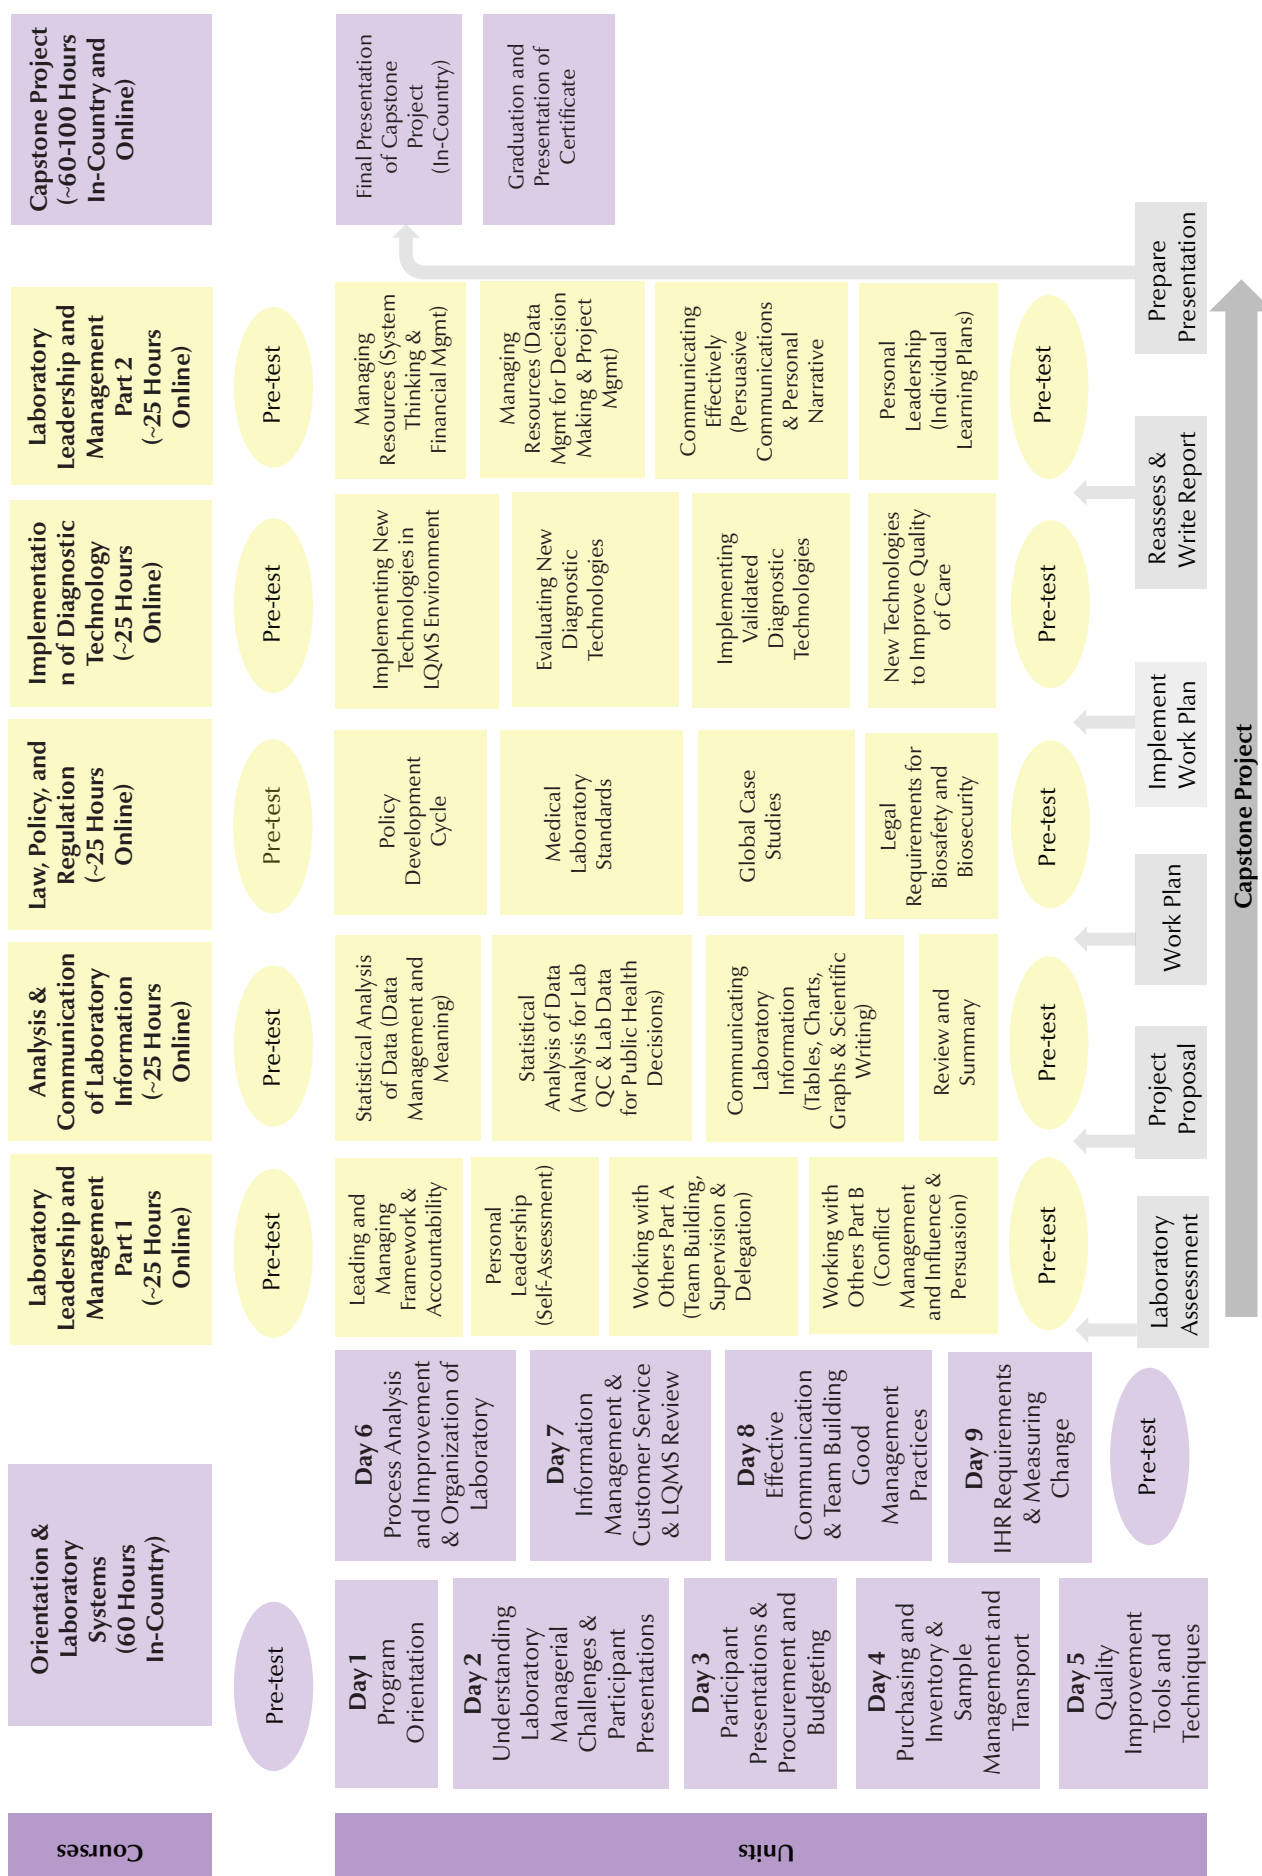 Courses
Orientation &
Laboratory
Systems
(60 Hours
In-Country)
Laboratory
Leadership and
Management
Part 1
(~25 Hours
Online)
Analysis &
Communication
of Laboratory
Information
(~25 Hours
Online)
Law, Policy, and
Regulation
(~25 Hours
Online)
Implementatio
n of Diagnostic
Technology
(~25 Hours
Online)
Laboratory
Leadership and
Management
Part 2
(~25 Hours
Online)
Capstone Project
(~60-100 Hours
In-Country and
Online)
Pre-test
Pre-test
Pre-test
Pre-test
Pre-test
Pre-test
Units
Day 1
Program
Orientation
Day 2
Understanding
Laboratory
Managerial
Challenges &
Participant
Presentations
Day 3
Participant
Presentations &
Procurement and
Budgeting
Day 4
Purchasing and
Inventory &
Sample
Management and
Transport
Day 5
Quality
Improvement
Tools and
Techniques
Day 6
Process Analysis
and Improvement
& Organization of
Laboratory
Day 7
Information
Management &
Customer Service
& LQMS Review
Day 8
Effective
Communication
& Team Building
Good
Management
Practices
Day 9
IHR Requirements
& Measuring
Change
Pre-test
Leading and
Managing
Framework &
Accountability
Personal
Leadership
(Self-Assessment)
Working with
Others Part A
(Team Building,
Supervision &
Delegation)
Working with
Others Part B
(Conflict
Management
and Influence &
Persuasion)
Pre-test
Statistical Analysis
of Data (Data
Management and
Meaning)
Statistical
Analysis of Data
(Analysis for Lab
QC & Lab Data
for Public Health
Decisions)
Communicating
Laboratory
Information
(Tables, Charts,
Graphs & Scientific
Writing)
Review and
Summary
Pre-test
Policy
Development
Cycle
Medical
Laboratory
Standards
Global Case
Studies
Legal
Requirements for
Biosafety and
Biosecurity
Pre-test
Implementing New
Technologies in
LQMS Environment
Evaluating New
Diagnostic
Technologies
Implementing
Validated
Diagnostic
Technologies
New Technologies
to Improve Quality
of Care
Pre-test
Managing
Resources (System
Thinking &
Financial Mgmt)
Managing
Resources (Data
Mgmt for Decision
Making & Project
Mgmt)
Communicating
Effectively
(Persuasive
Communications
& Personal
Narrative
Personal
Leadership
(Individual
Learning Plans)
Pre-test
Final Presentation
of Capstone
Project
(In-Country)
Graduation and
Presentation of
Certificate
Laboratory
Assessment
Project
Proposal
Work Plan
Implement
Work Plan
Reassess &
Write Report
Prepare
Presentation
Capstone Project